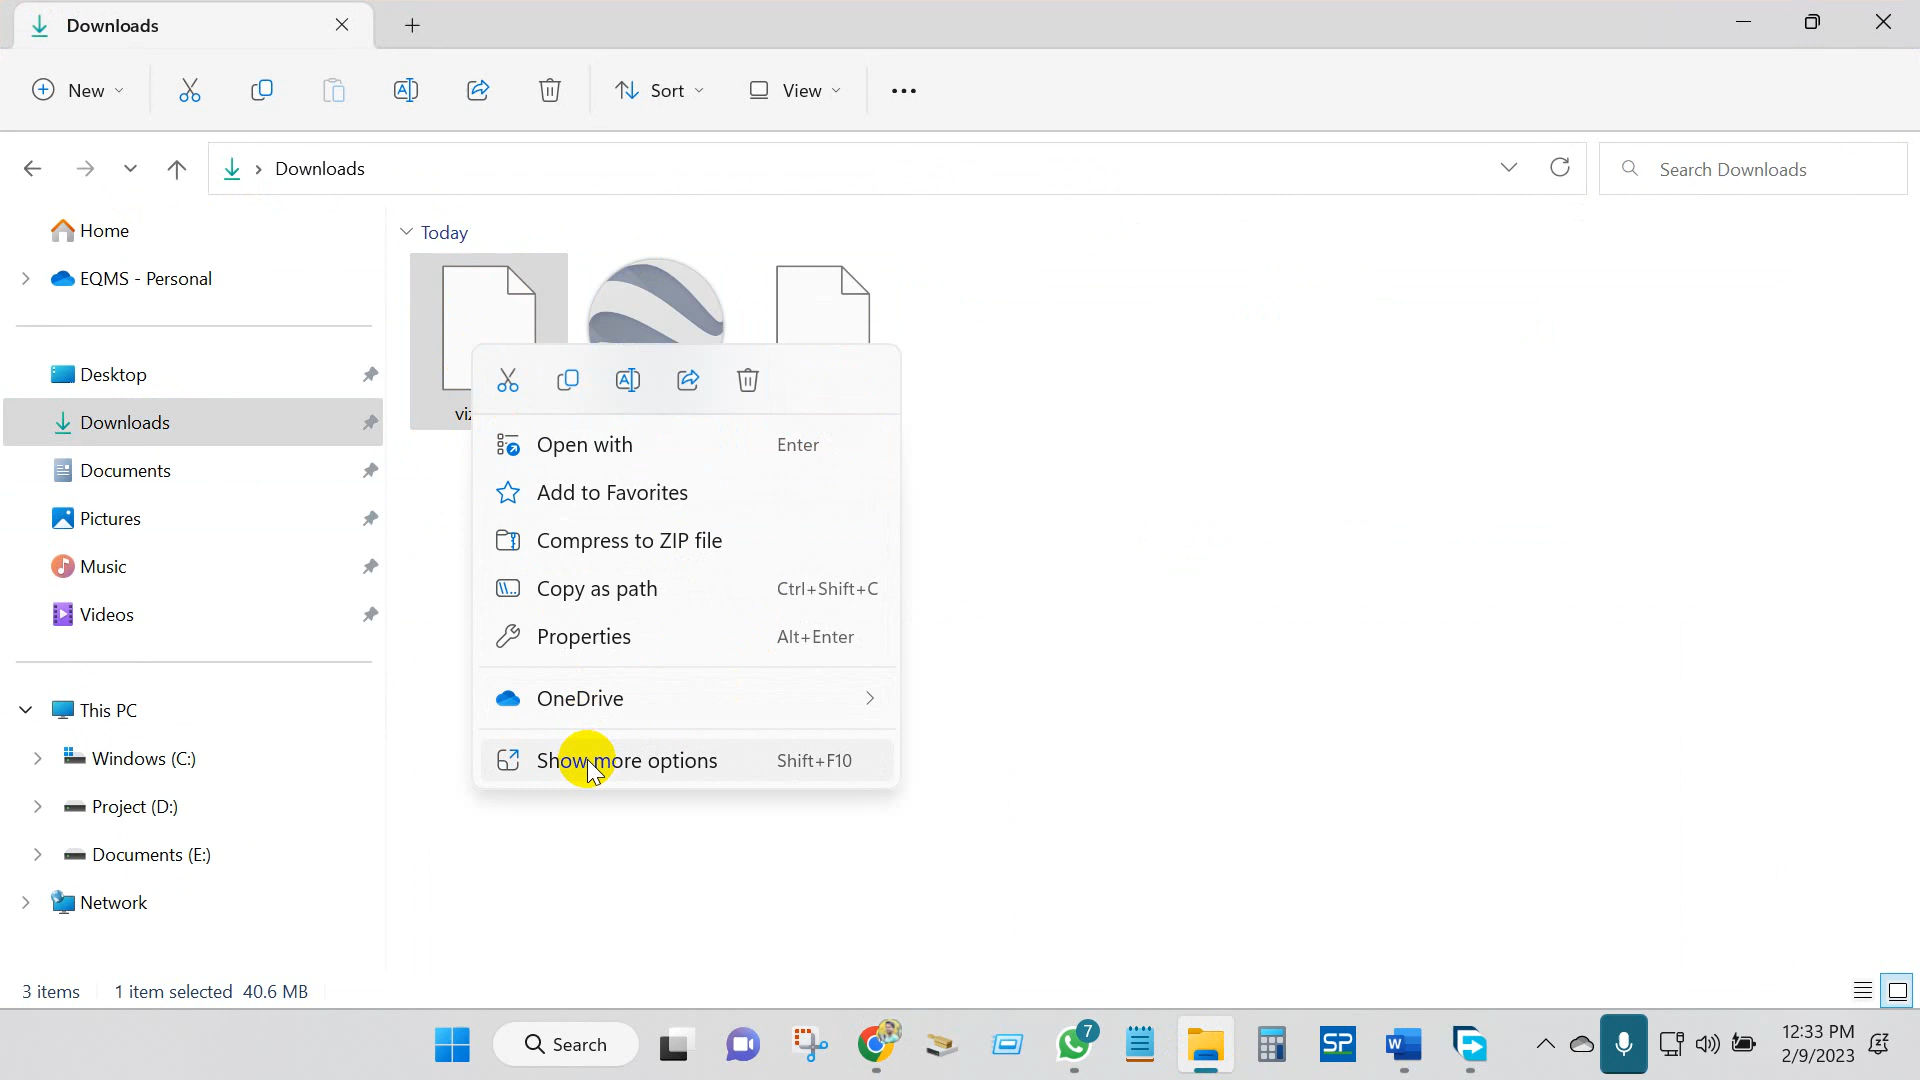 Downloads
New
Sort
View
Downloads
Search Downloads
Home
EQMS - Personal
Desktop
Downloads
Documents
Pictures
Music
Videos
This PC
Windows (C:)
Project (D:)
Documents (E:)
Network
Today
viz
Open with Enter
Add to Favorites
Compress to ZIP file
Copy as path Ctrl+Shift+C
Properties Alt+Enter
OneDrive
Show more options Shift+F10
3 items 1 item selected 40.6 MB
Search
7
SP
W
12:33 PM
2/9/2023